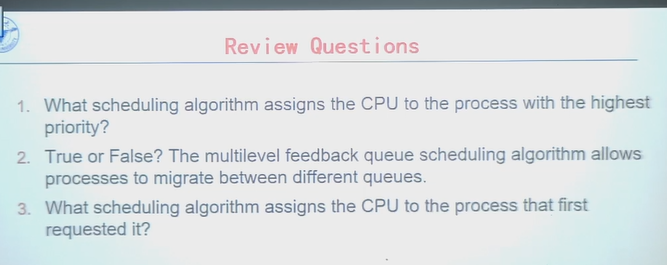 Review Questions
1. What scheduling algorithm assigns the CPU to the process with the highest
priority?
2. True or False? The multilevel feedback queue scheduling algorithm allows
processes to migrate between different queues.
3. What scheduling algorithm assigns the CPU to the process that first
requested it?